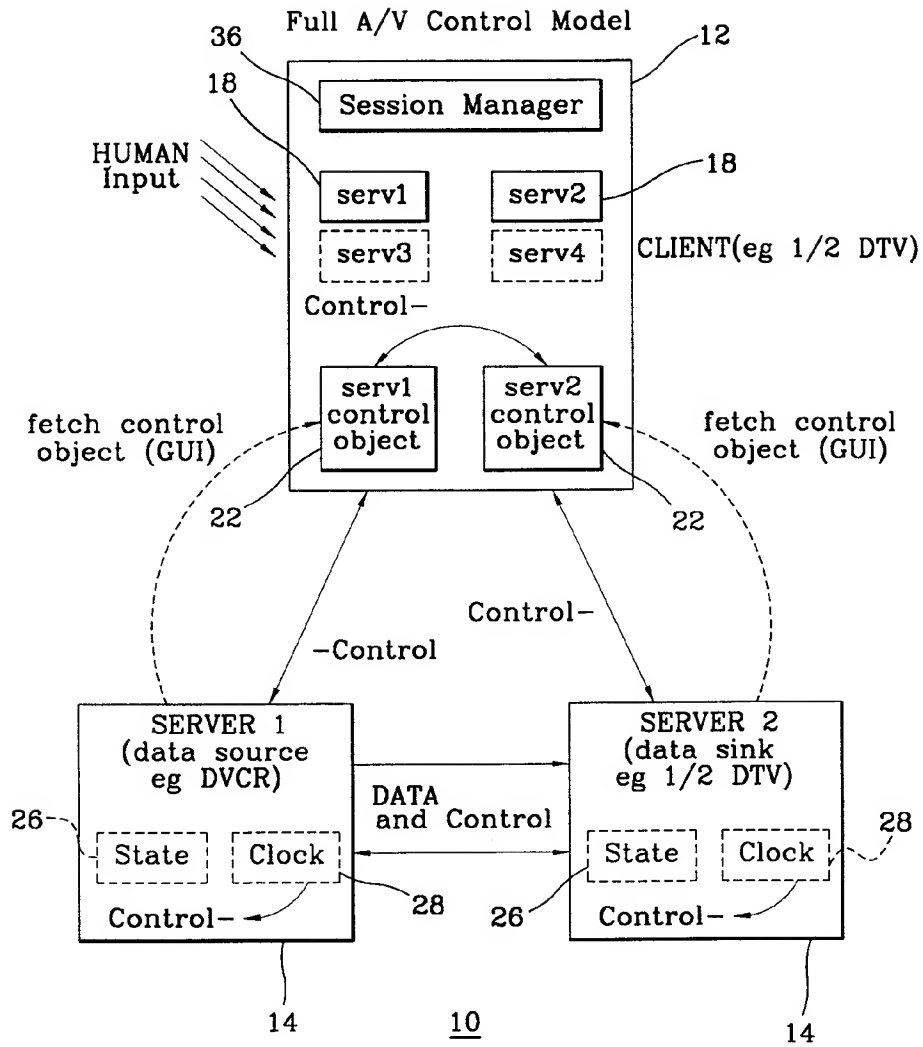 Full A/V Control Model
36
12
Session Manager
18
HUMAN
Input
serv1
serv2
18
serv3
serv4
CLIENT(eg 1/2 DTV)
Control-
serv1
control
object
serv2
control
object
fetch control
object (GUI)
fetch control
object (GUI)
22
22
Control-
-Control
SERVER 1
(data source
eg DVCR)
SERVER 2
(data sink
eg 1/2 DTV)
DATA
and Control
26
State
Clock
28
State
Clock
28
26
Control-
Control-
14
10
14